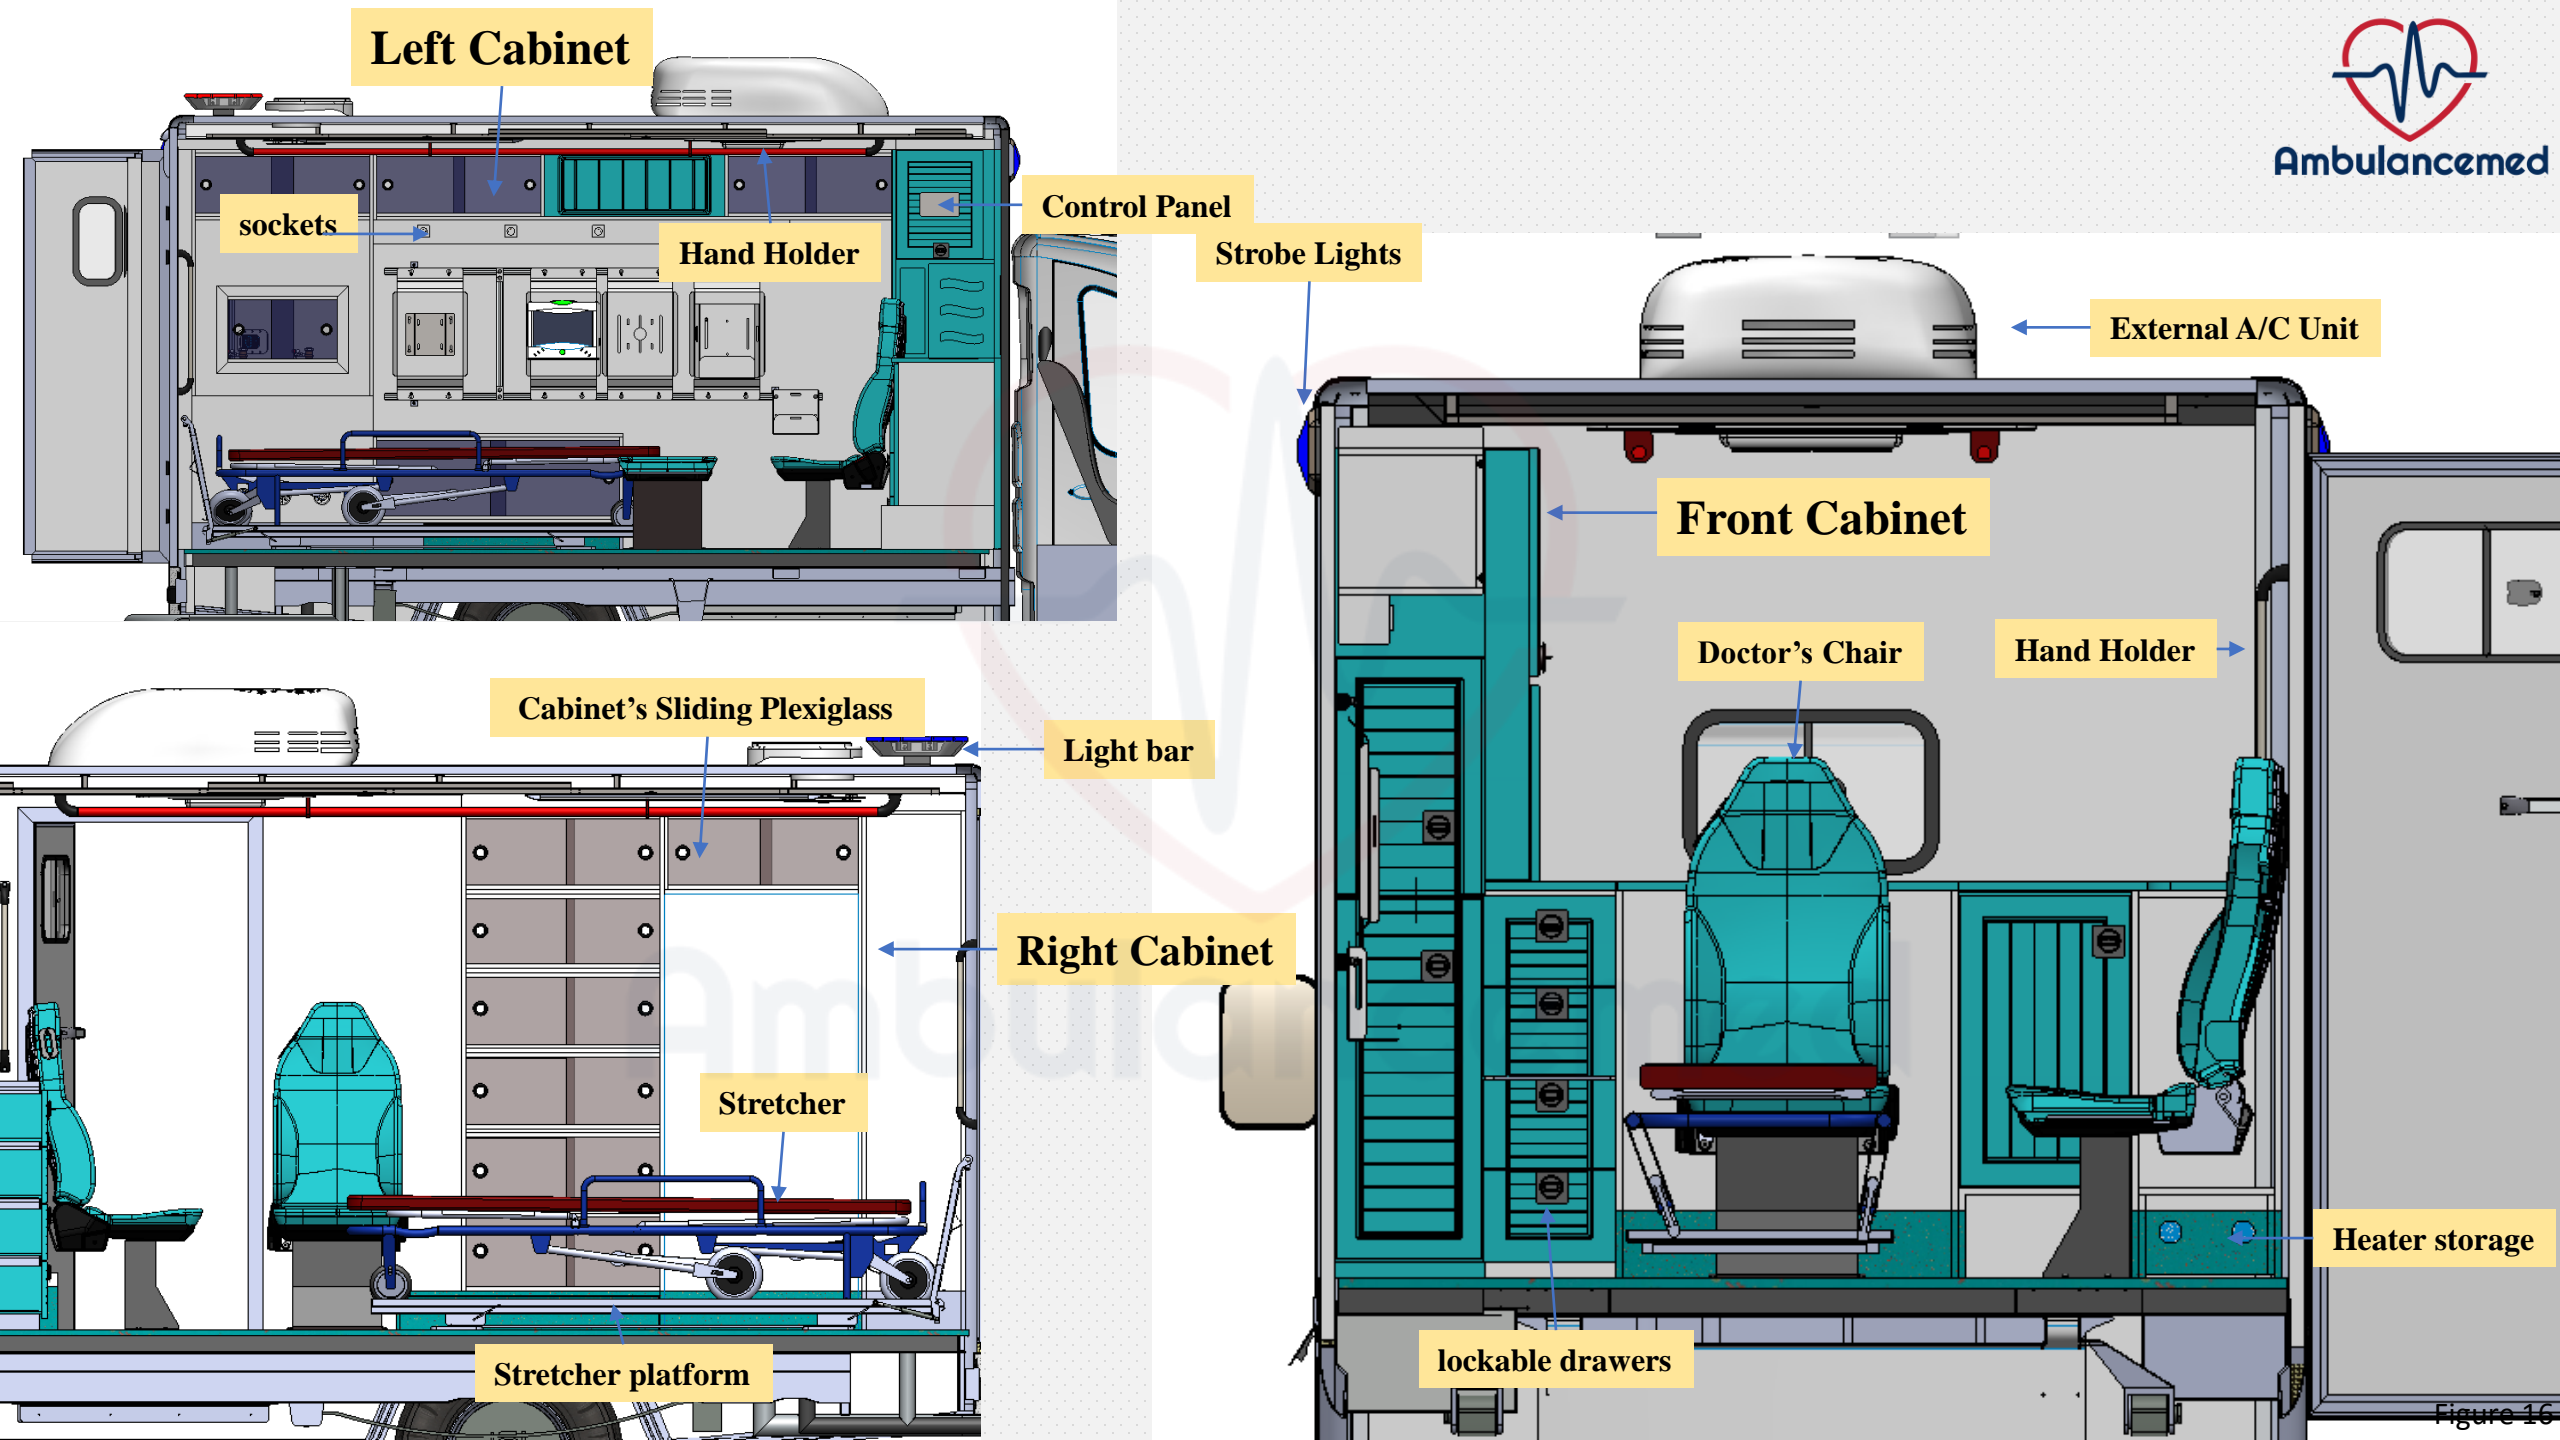 Left Cabinet
Ambulancemed
sockets
Hand Holder
Control Panel
Strobe Lights
External A/C Unit
Front Cabinet
Doctor’s Chair
Hand Holder
Cabinet’s Sliding Plexiglass
Light bar
Right Cabinet
Ambulancemed
Stretcher
Heater storage
Stretcher platform
lockable drawers
Figure 16